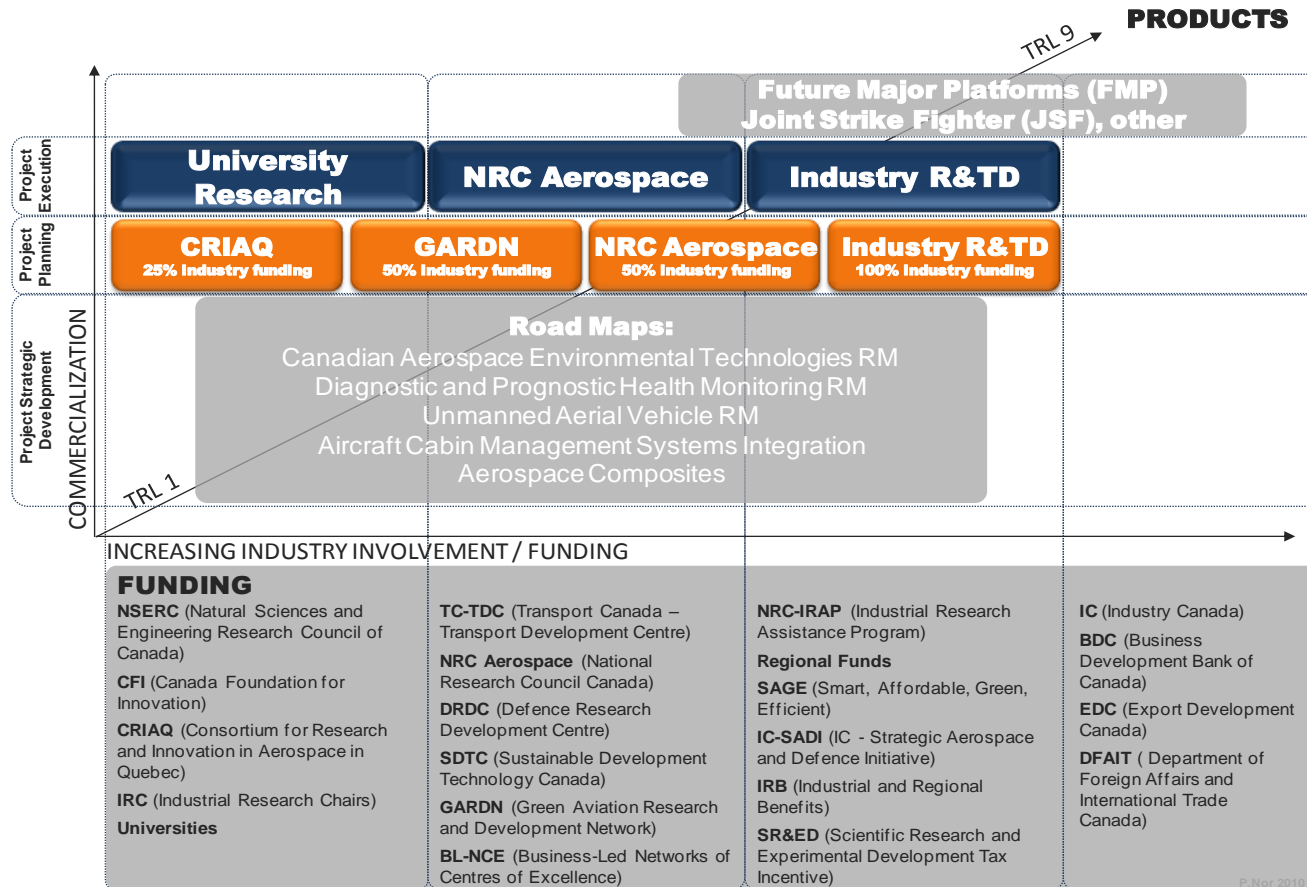 PRODUCTS
TRL 9
Future Major Platforms (FMP)
Joint Strike Fighter (JSF), other
Project
Execution
University
Research
NRC Aerospace
Industry R&TD
Project
Planning
CRIAQ
25% Industry funding
GARDN
50% Industry funding
NRC Aerospace
50% Industry funding
Industry R&TD
100% Industry funding
Project Strategic
Development
COMMERCIALIZATION
Road Maps:
Canadian Aerospace Environmental Technologies RM
Diagnostic and Prognostic Health Monitoring RM
Unmanned Aerial Vehicle RM
Aircraft Cabin Management Systems Integration
Aerospace Composites
TRL 1
INCREASING INDUSTRY INVOLVEMENT / FUNDING
FUNDING
NSERC (Natural Sciences and
Engineering Research Council of
Canada)
CFI (Canada Foundation for
Innovation)
CRIAQ (Consortium for Research
and Innovation in Aerospace in
Quebec)
IRC (Industrial Research Chairs)
Universities
TC-TDC (Transport Canada –
Transport Development Centre)
NRC Aerospace (National
Research Council Canada)
DRDC (Defence Research
Development Centre)
SDTC (Sustainable Development
Technology Canada)
GARDN (Green Aviation Research
and Development Network)
BL-NCE (Business-Led Networks of
Centres of Excellence)
NRC-IRAP (Industrial Research
Assistance Program)
Regional Funds
SAGE (Smart, Affordable, Green,
Efficient)
IC-SADI (IC - Strategic Aerospace
and Defence Initiative)
IRB (Industrial and Regional
Benefits)
SR&ED (Scientific Research and
Experimental Development Tax
Incentive)
IC (Industry Canada)
BDC (Business
Development Bank of
Canada)
EDC (Export Development
Canada)
DFAIT ( Department of
Foreign Affairs and
International Trade
Canada)
P.Nor 2010